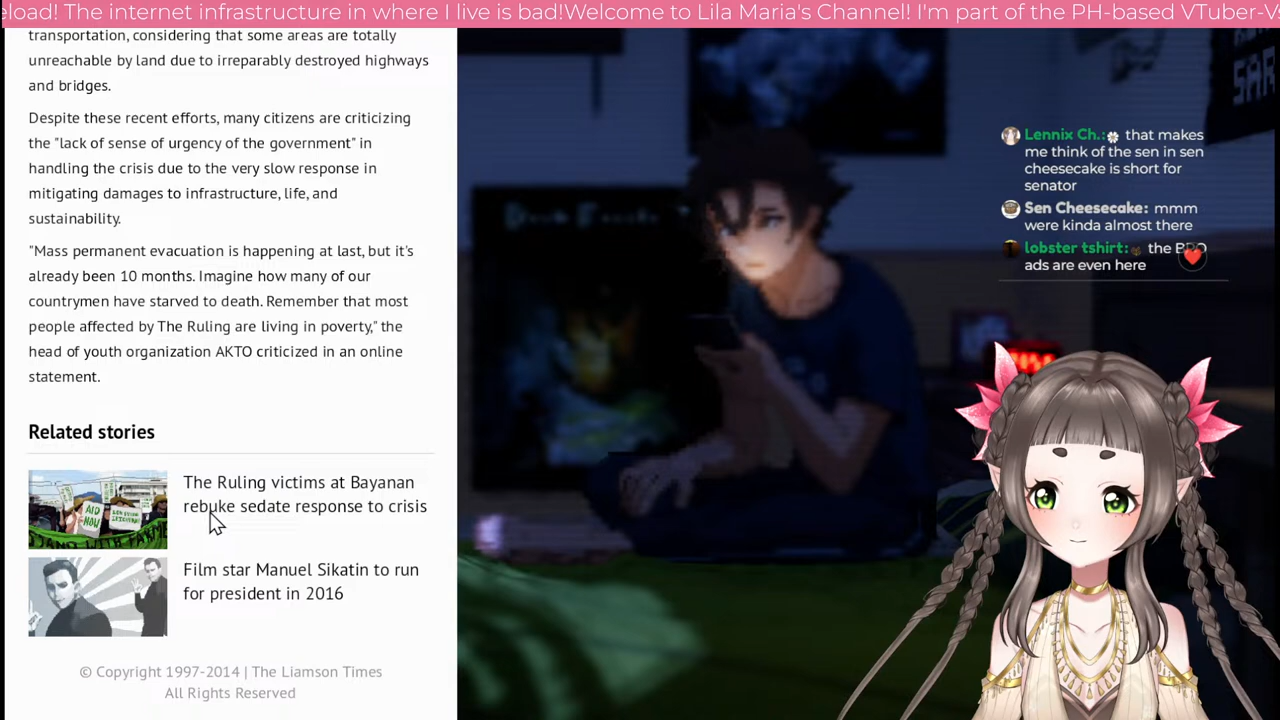 eload! The internet infrastructure in where I live is bad!Welcome to Lila Maria's Channel! I'm part of the PH-based VTuber-V
transportation, considering that some areas are totally
unreachable by land due to irreparably destroyed highways
and bridges.
Despite these recent efforts, many citizens are criticizing
the "lack of sense of urgency of the government" in
handling the crisis due to the very slow response in
mitigating damages to infrastructure, life, and
sustainability.
"Mass permanent evacuation is happening at last, but it's
already been 10 months. Imagine how many of our
countrymen have starved to death. Remember that most
people affected by The Ruling are living in poverty," the
head of youth organization AKTO criticized in an online
statement.
Related stories
AID
NOW
The Ruling victims at Bayanan
rebuke sedate response to crisis
Film star Manuel Sikatin to run
for president in 2016
© Copyright 1997-2014 | The Liamson Times
All Rights Reserved
SAR
Lennix Ch.: that makes
me think of the sen in sen
cheesecake is short for
senator
Sen Cheesecake: mmm
were kinda almost there
lobster tshirt: the BPO
ads are even here